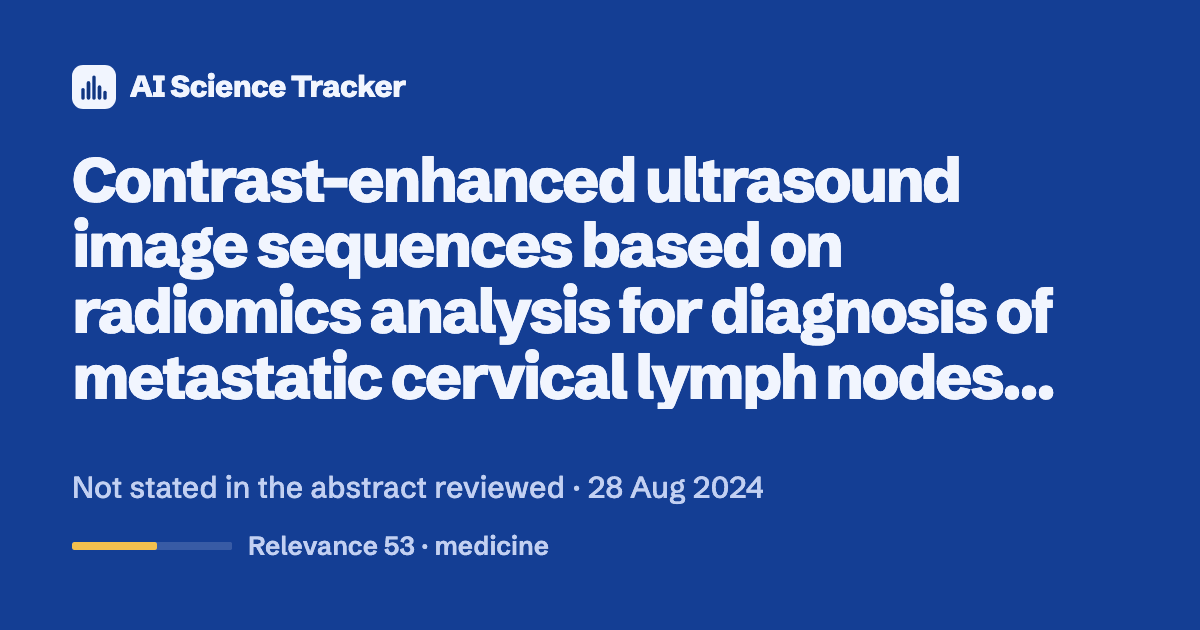 AI Science Tracker
Contrast-enhanced ultrasound
image sequences based on
radiomics analysis for diagnosis of
metastatic cervical lymph nodes...
Not stated in the abstract reviewed · 28 Aug 2024
Relevance 53 · medicine